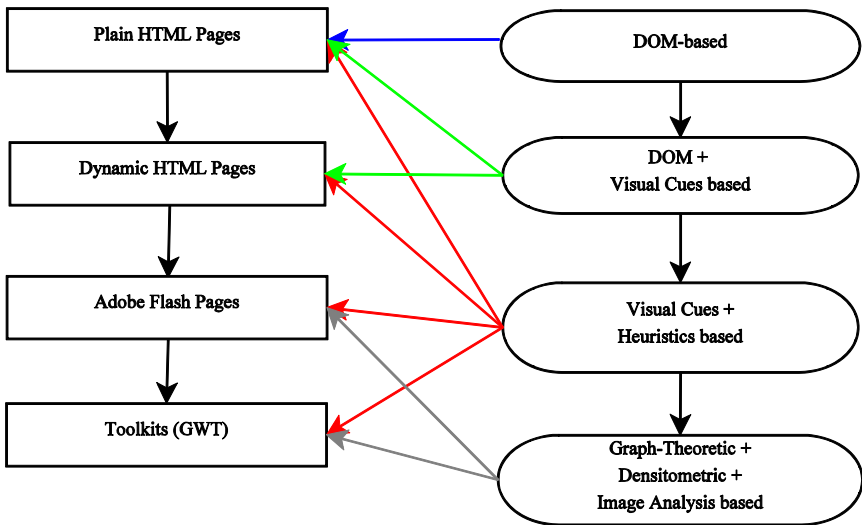 Plain HTML Pages
DOM-based
Dynamic HTML Pages
DOM +
Visual Cues based
Adobe Flash Pages
Visual Cues +
Heuristics based
Toolkits (GWT)
Graph-Theoretic +
Densitometric +
Image Analysis based